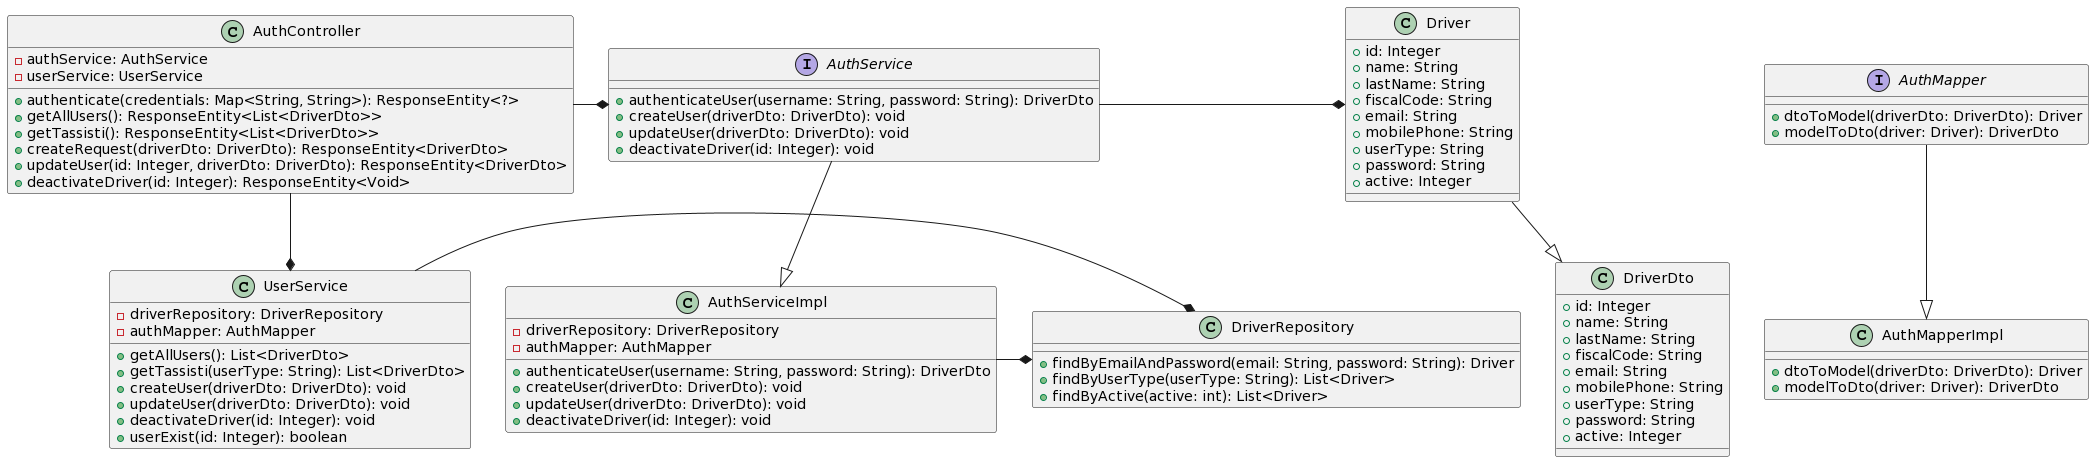 C AuthController
authService: AuthService
userService: UserService
authenticate(credentials: Map<String, String>): ResponseEntity<?>
getAllUsers(): ResponseEntity<List<DriverDto>>
getTassisti(): ResponseEntity<List<DriverDto>>
createRequest(driverDto: DriverDto): ResponseEntity<DriverDto>
updateUser(id: Integer, driverDto: DriverDto): ResponseEntity<DriverDto>
deactivateDriver(id: Integer): ResponseEntity<Void>
I AuthService
authenticateUser(username: String, password: String): DriverDto
createUser(driverDto: DriverDto): void
updateUser(driverDto: DriverDto): void
deactivateDriver(id: Integer): void
C Driver
id: Integer
name: String
lastName: String
fiscalCode: String
email: String
mobilePhone: String
userType: String
password: String
active: Integer
I AuthMapper
dtoToModel(driverDto: DriverDto): Driver
modelToDto(driver: Driver): DriverDto
C UserService
driverRepository: DriverRepository
authMapper: AuthMapper
getAllUsers(): List<DriverDto>
getTassisti(userType: String): List<DriverDto>
createUser(driverDto: DriverDto): void
updateUser(driverDto: DriverDto): void
deactivateDriver(id: Integer): void
userExist(id: Integer): boolean
C AuthServiceImpl
driverRepository: DriverRepository
authMapper: AuthMapper
authenticateUser(username: String, password: String): DriverDto
createUser(driverDto: DriverDto): void
updateUser(driverDto: DriverDto): void
deactivateDriver(id: Integer): void
C DriverRepository
findByEmailAndPassword(email: String, password: String): Driver
findByUserType(userType: String): List<Driver>
findByActive(active: int): List<Driver>
C DriverDto
id: Integer
name: String
lastName: String
fiscalCode: String
email: String
mobilePhone: String
userType: String
password: String
active: Integer
C AuthMapperImpl
dtoToModel(driverDto: DriverDto): Driver
modelToDto(driver: Driver): DriverDto